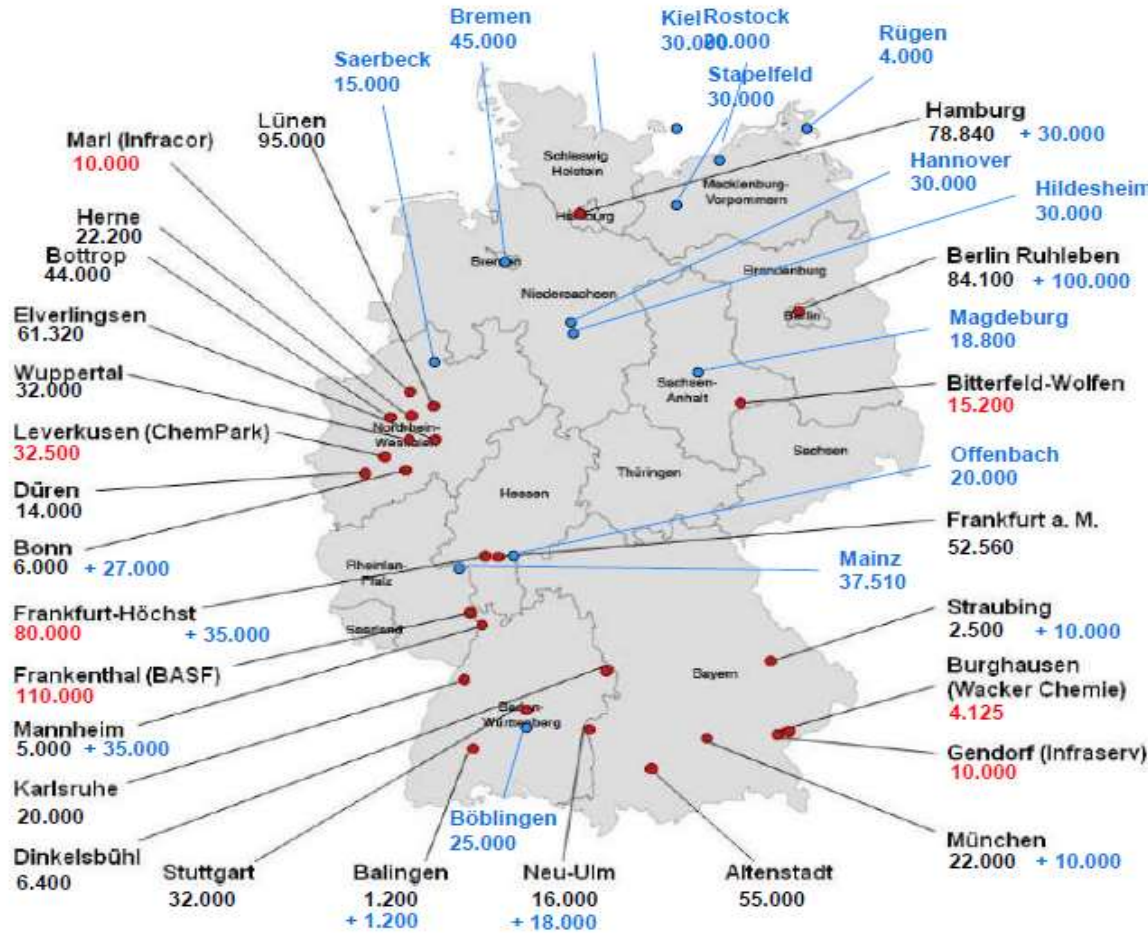 Bremen
45.000
Kiel
30.000
Rostock
20.000
Rügen
4.000
Saerbeck
15.000
Stapelfeld
30.000
Lünen
95.000
Hamburg
78.840 + 30.000
Marl (Infracor)
10.000
Hannover
30.000
Hildesheim
30.000
Herne
22.200
Bottrop
44.000
Berlin Ruhleben
84.100 + 100.000
Elverlingsen
61.320
Magdeburg
18.800
Wuppertal
32.000
Bitterfeld-Wolfen
15.200
Leverkusen (ChemPark)
32.500
Offenbach
20.000
Düren
14.000
Frankfurt a. M.
52.560
Bonn
6.000 + 27.000
Mainz
37.510
Frankfurt-Höchst
80.000 + 35.000
Straubing
2.500 + 10.000
Frankenthal (BASF)
110.000
Burghausen
(Wacker Chemie)
4.125
Mannheim
5.000 + 35.000
Gendorf (Infraserv)
10.000
Karlsruhe
20.000
Böblingen
25.000
München
22.000 + 10.000
Dinkelsbühl
6.400
Stuttgart
32.000
Balingen
1.200
+ 1.200
Neu-Ulm
16.000
+ 18.000
Altenstadt
55.000
Schleswig
Holstein
Mecklenburg-
Vorpommern
Hamburg
Bremen
Niedersachsen
Brandenburg
Berlin
Sachsen-
Anhalt
Nordrhein-
Westfalen
Sachsen
Thüringen
Hessen
Rheinlan-
Pfalz
Saarland
Bayern
Baden-
Württemberg